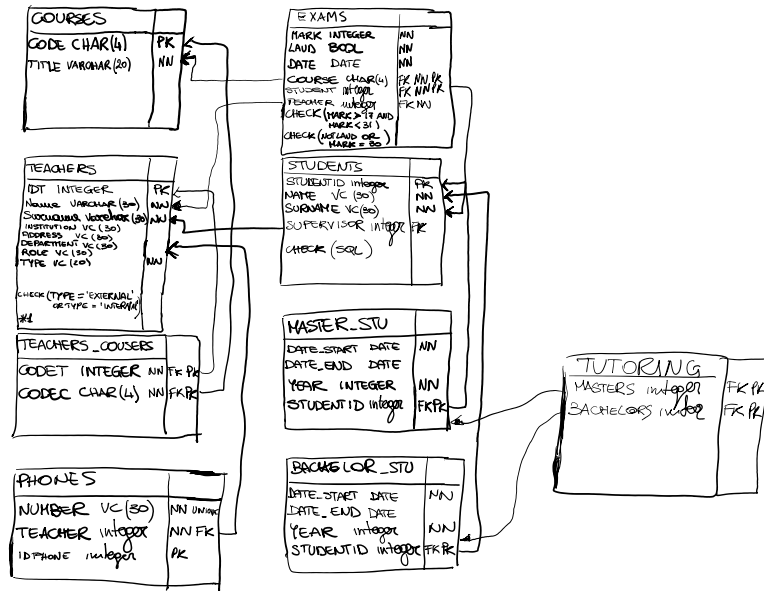 COURSES
CODE CHAR(4) PK
TITLE VARCHAR(20) NN
EXAMS
MARK INTEGER NN
LAUD BOOL NN
DATE DATE NN
COURSE CHAR(4) FK NN PK
STUDENT integer FK NN PK
TEACHER integer FK NN
CHECK(MARK > 17 AND
MARK < 31)
CHECK(NOT LAUD OR
MARK = 30
TEACHERS
IDT INTEGER PK
Name VARCHAR(30) NN
Surname Varchar(30) NN
INSTITUTION VC (30)
ADDRESS VC (30)
DEPARTMENT VC(30)
ROLE VC(30)
TYPE VC(20) NN
CHECK(TYPE = 'EXTERNAL'
OR TYPE = 'INTERNAL')
#1
STUDENTS
STUDENTID integer PK
NAME VC (30) NN
SURNAME VC(30) NN
SUPERVISOR integer FK
CHECK (SQL)
TEACHERS_COUSERS
CODET INTEGER NN FK PK
CODEC CHAR(4) NN FK PK
MASTER_STU
DATE_START DATE NN
DATE_END DATE
YEAR INTEGER NN
STUDENTID integer FK PK
TUTORING
MASTERS integer FK PK
BACHELORS integer FK PK
PHONES
NUMBER VC(30) NN UNIQUE
TEACHER integer NN FK
IDPHONE integer PK
BACHELOR_STU
DATE_START DATE NN
DATE_END DATE
YEAR integer NN
STUDENTID integer FK PK